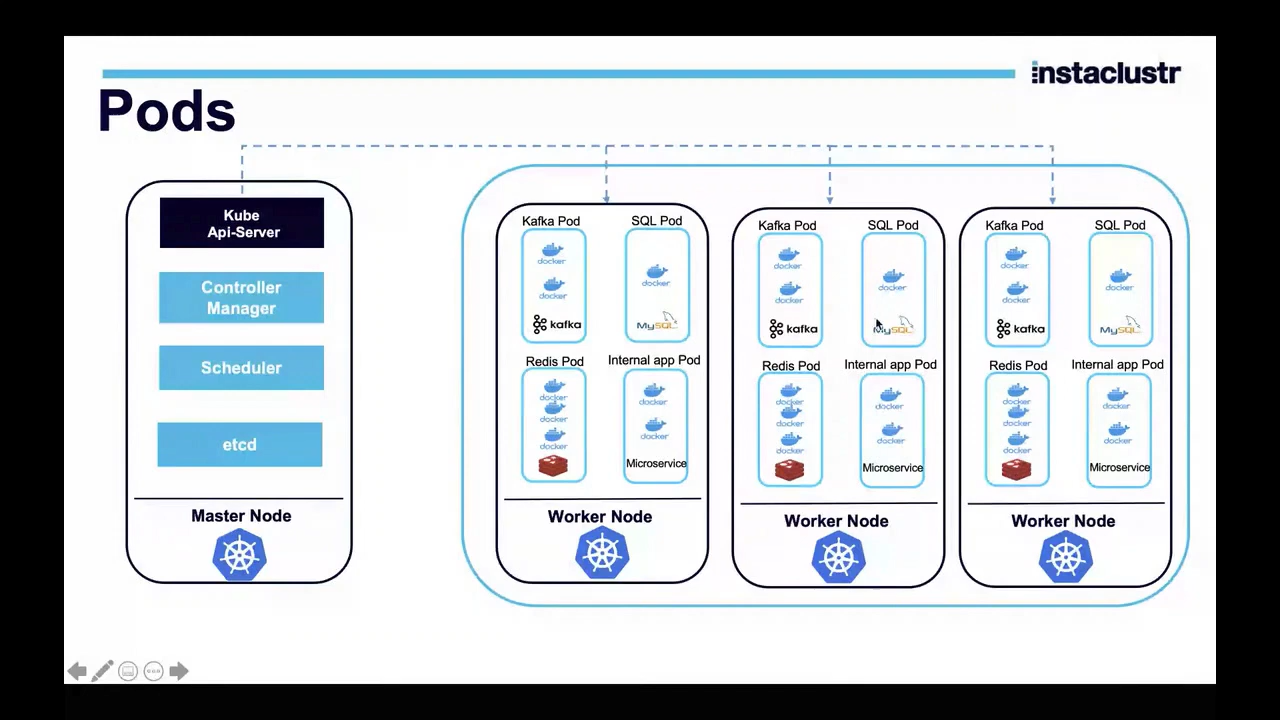 instaclustr
Pods
Kube
Api-Server
Controller
Manager
Scheduler
etcd
Master Node
Kafka Pod
docker
docker
kafka
SQL Pod
docker
MySQL
Redis Pod
docker
docker
docker
Internal app Pod
docker
docker
Microservice
Worker Node
Kafka Pod
docker
docker
kafka
SQL Pod
docker
MySQL
Redis Pod
docker
docker
docker
Internal app Pod
docker
docker
Microservice
Worker Node
Kafka Pod
docker
docker
kafka
SQL Pod
docker
MySQL
Redis Pod
docker
docker
docker
Internal app Pod
docker
docker
Microservice
Worker Node